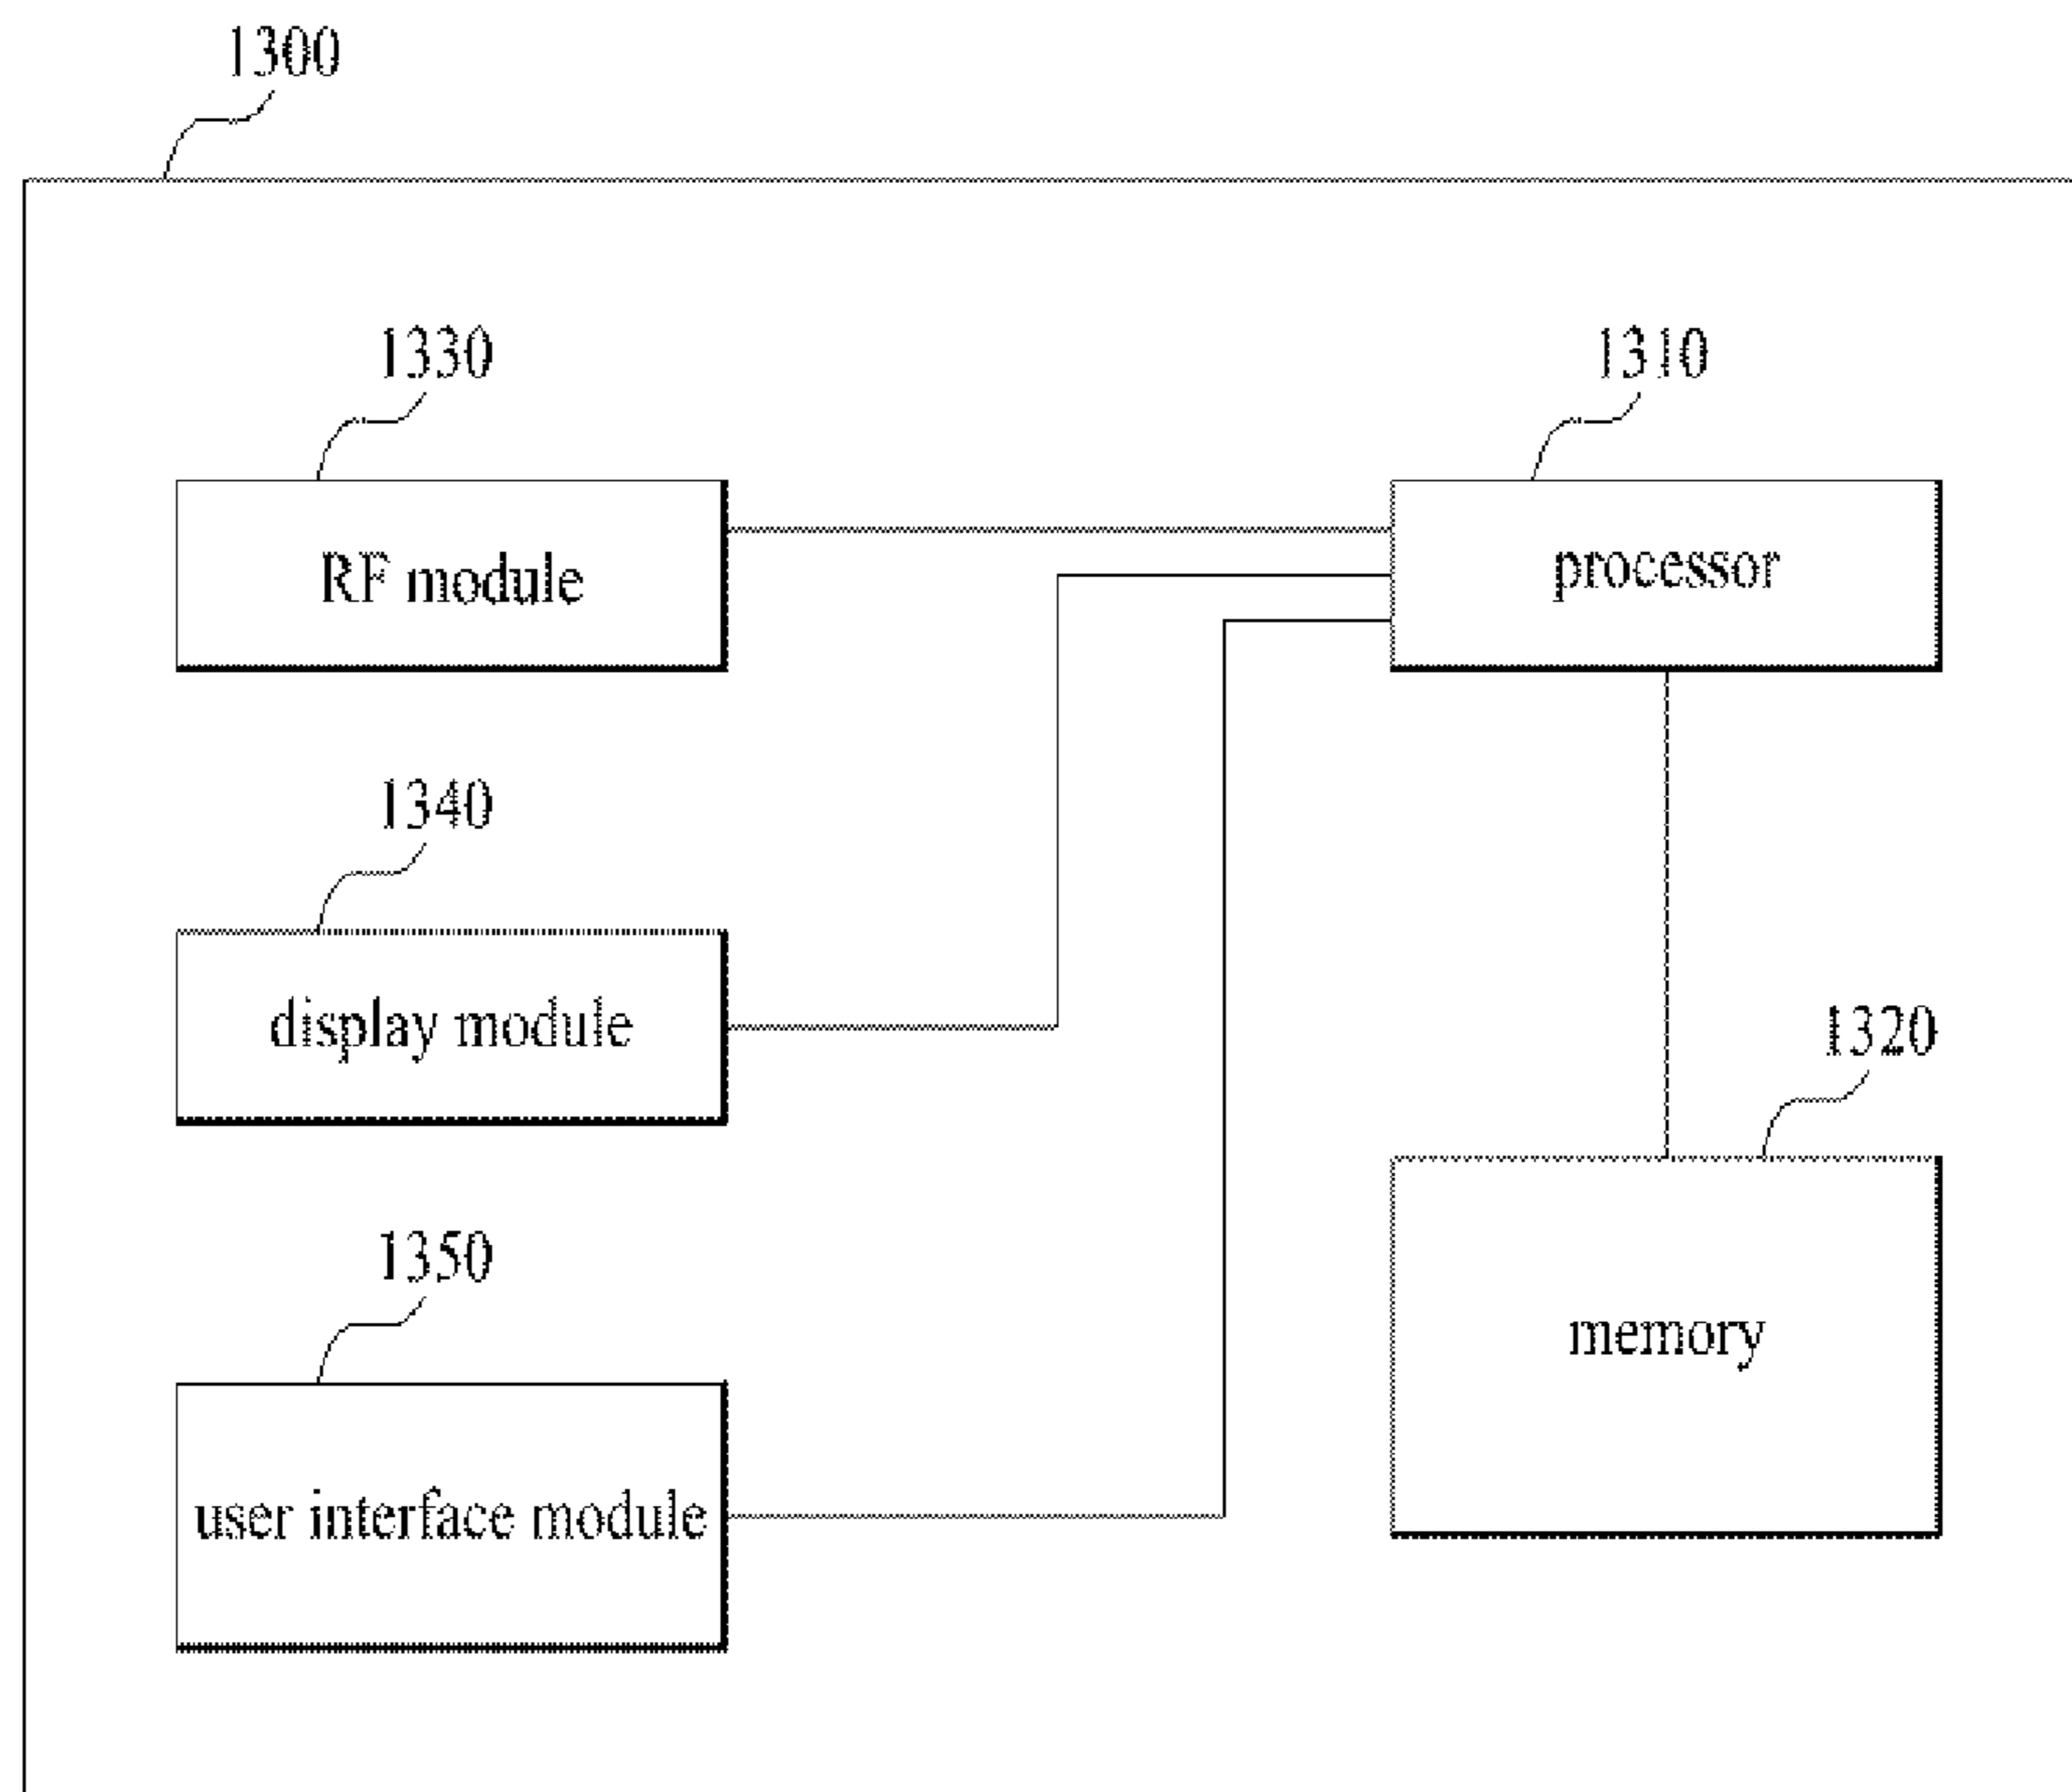 1300
1330
1310
RF module
processor
1340
display module
1320
1350
memory
user interface module